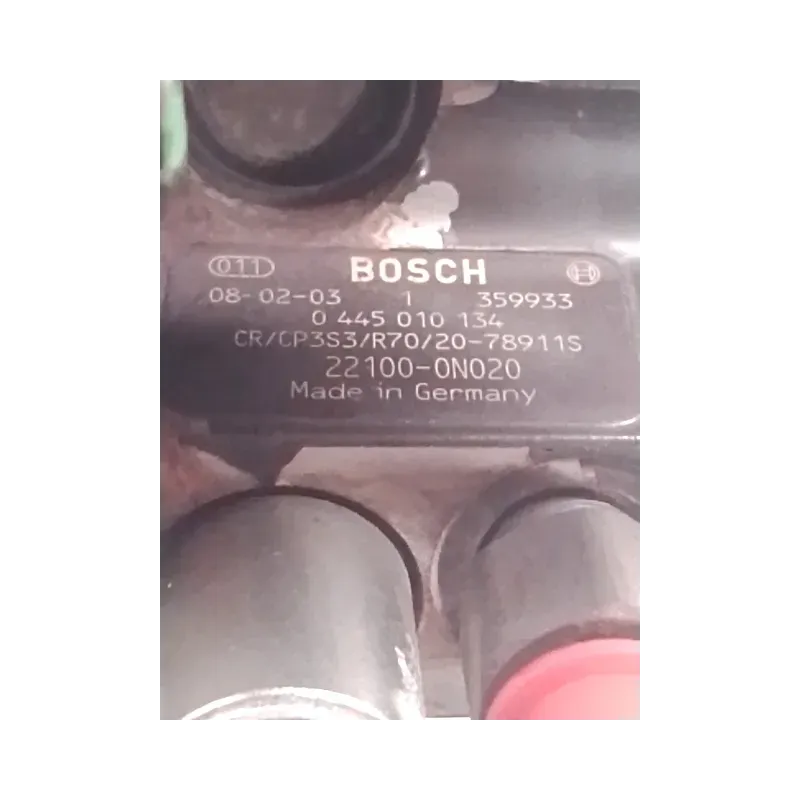 011 BOSCH
08-02-03 1 359933
0 445 010 134
CR/CP3S3/R70/20-78911S
22100-0N020
Made in Germany